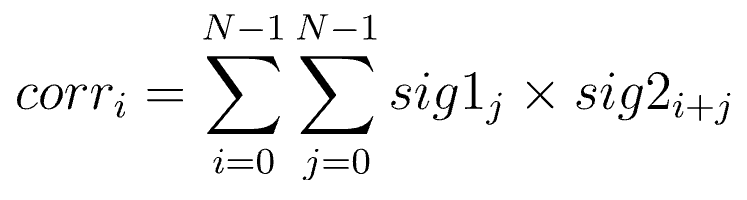 corr_i = \sum_{i=0}^{N-1} \sum_{j=0}^{N-1} sig1_j \times sig2_{i+j}